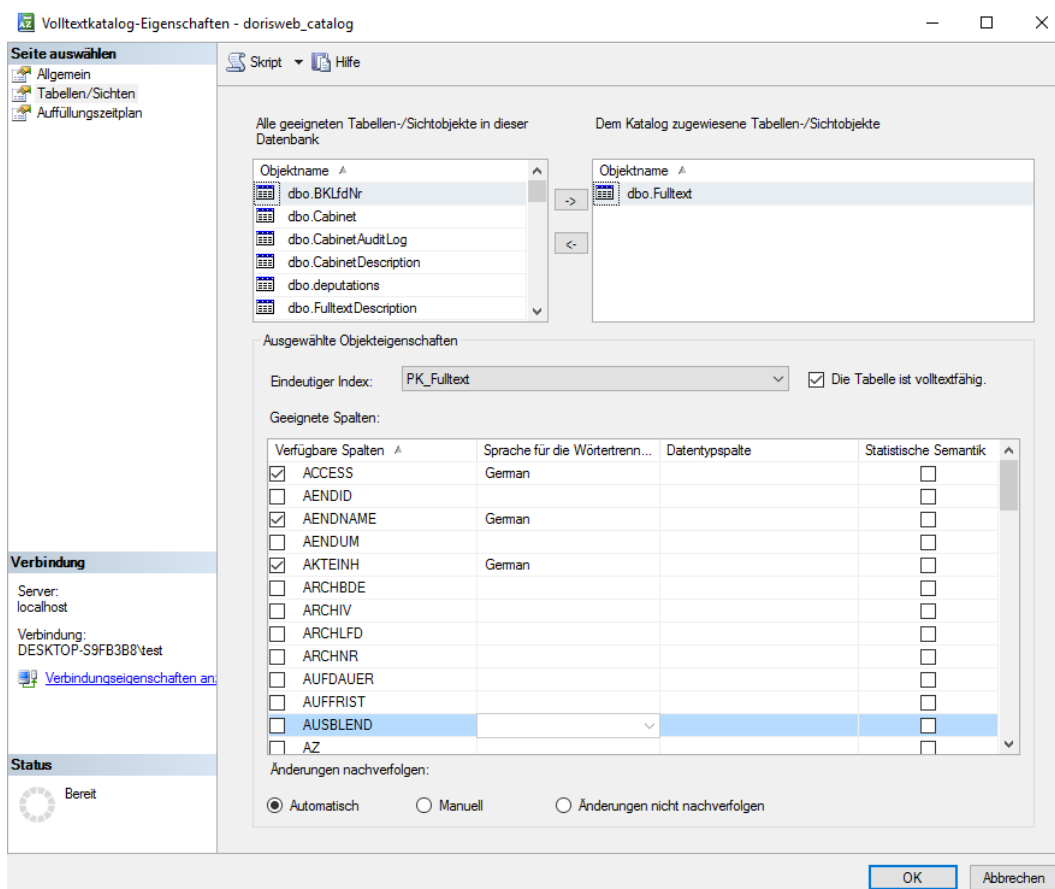 Volltextkatalog-Eigenschaften - dorisweb_catalog
Seite auswählen
Allgemein
Tabellen/Sichten
Auffüllungszeitplan
Skript
Hilfe
Alle geeigneten Tabellen-/Sichtobjekte in dieser
Datenbank
Objektname
dbo.BKLfdNr
dbo.Cabinet
dbo.CabinetAuditLog
dbo.CabinetDescription
dbo.deputations
dbo.FulltextDescription
->
<-
Dem Katalog zugewiesene Tabellen-/Sichtobjekte
Objektname
dbo.Fulltext
Ausgewählte Objekteigenschaften
Eindeutiger Index:
PK_Fulltext
Die Tabelle ist volltextfähig.
Geeignete Spalten:
Verfügbare Spalten Sprache für die Wörtertrenn... Datentypspalte Statistische Semantik
ACCESS German
AENDID
AENDNAME German
AENDUM
AKTEINH German
ARCHBDE
ARCHIV
ARCHLFD
ARCHNR
AUFDAUER
AUFFRIST
AUSBLEND
AZ
Änderungen nachverfolgen:
Automatisch
Manuell
Änderungen nicht nachverfolgen
Verbindung
Server:
localhost
Verbindung:
DESKTOP-S9FB3B8\test
Verbindungseigenschaften an
Status
Bereit
OK
Abbrechen